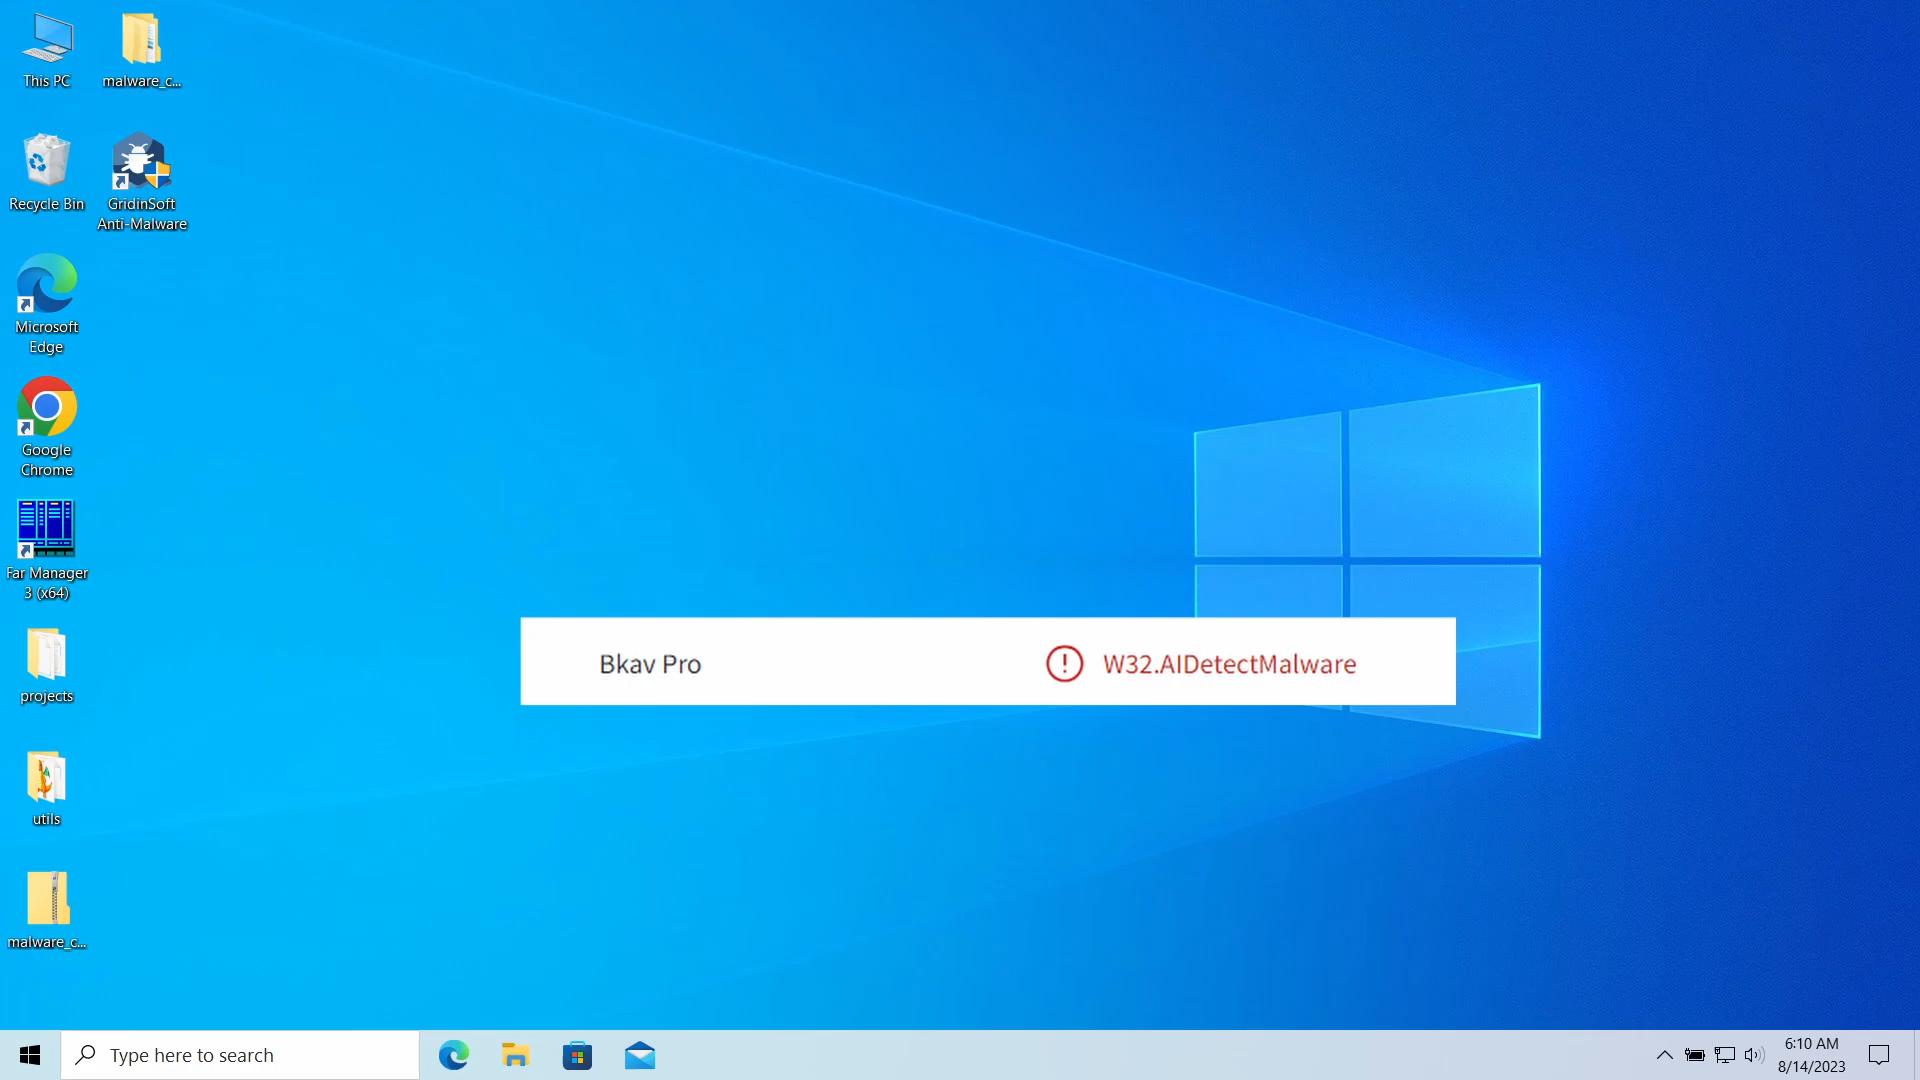 This PC
malware_c...
Recycle Bin
GridinSoft
Anti-Malware
Microsoft
Edge
Google
Chrome
Far Manager
3 (x64)
projects
utils
malware_c...
Bkav Pro
W32.AIDetectMalware
Type here to search
6:10 AM
8/14/2023